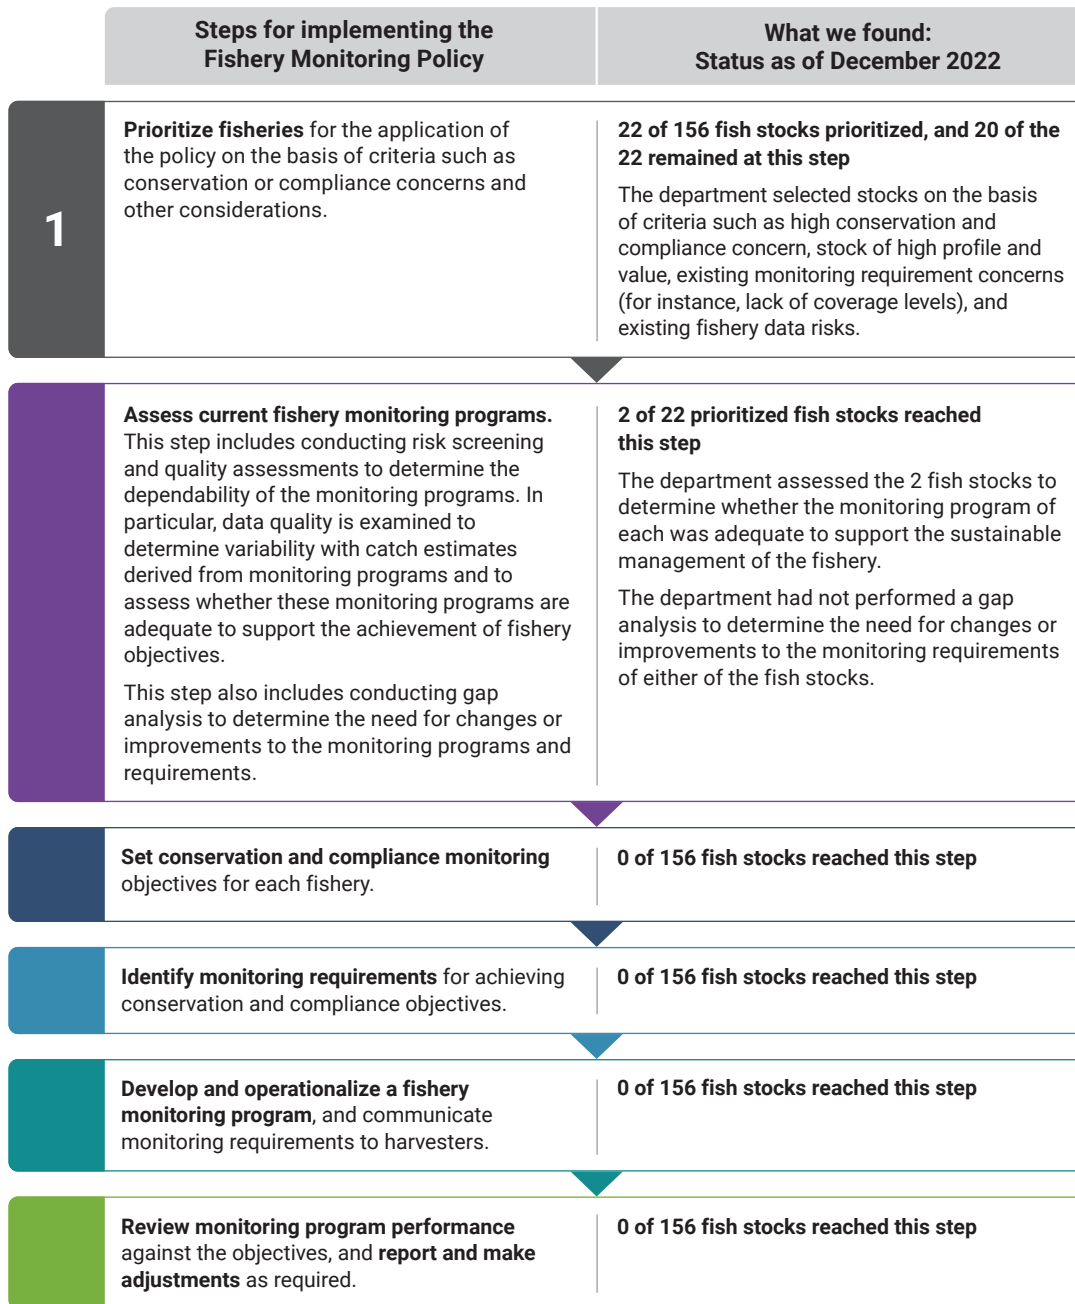 Steps for implementing the
Fishery Monitoring Policy
What we found:
Status as of December 2022
1
Prioritize fisheries for the application of
the policy on the basis of criteria such as
conservation or compliance concerns and
other considerations.
22 of 156 fish stocks prioritized, and 20 of the
22 remained at this step
The department selected stocks on the basis
of criteria such as high conservation and
compliance concern, stock of high profile and
value, existing monitoring requirement concerns
(for instance, lack of coverage levels), and
existing fishery data risks.
Assess current fishery monitoring programs.
This step includes conducting risk screening
and quality assessments to determine the
dependability of the monitoring programs. In
particular, data quality is examined to
determine variability with catch estimates
derived from monitoring programs and to
assess whether these monitoring programs are
adequate to support the achievement of fishery
objectives.
This step also includes conducting gap
analysis to determine the need for changes or
improvements to the monitoring programs and
requirements.
2 of 22 prioritized fish stocks reached
this step
The department assessed the 2 fish stocks to
determine whether the monitoring program of
each was adequate to support the sustainable
management of the fishery.
The department had not performed a gap
analysis to determine the need for changes or
improvements to the monitoring requirements
of either of the fish stocks.
Set conservation and compliance monitoring
objectives for each fishery.
0 of 156 fish stocks reached this step
Identify monitoring requirements for achieving
conservation and compliance objectives.
0 of 156 fish stocks reached this step
Develop and operationalize a fishery
monitoring program, and communicate
monitoring requirements to harvesters.
0 of 156 fish stocks reached this step
Review monitoring program performance
against the objectives, and report and make
adjustments as required.
0 of 156 fish stocks reached this step